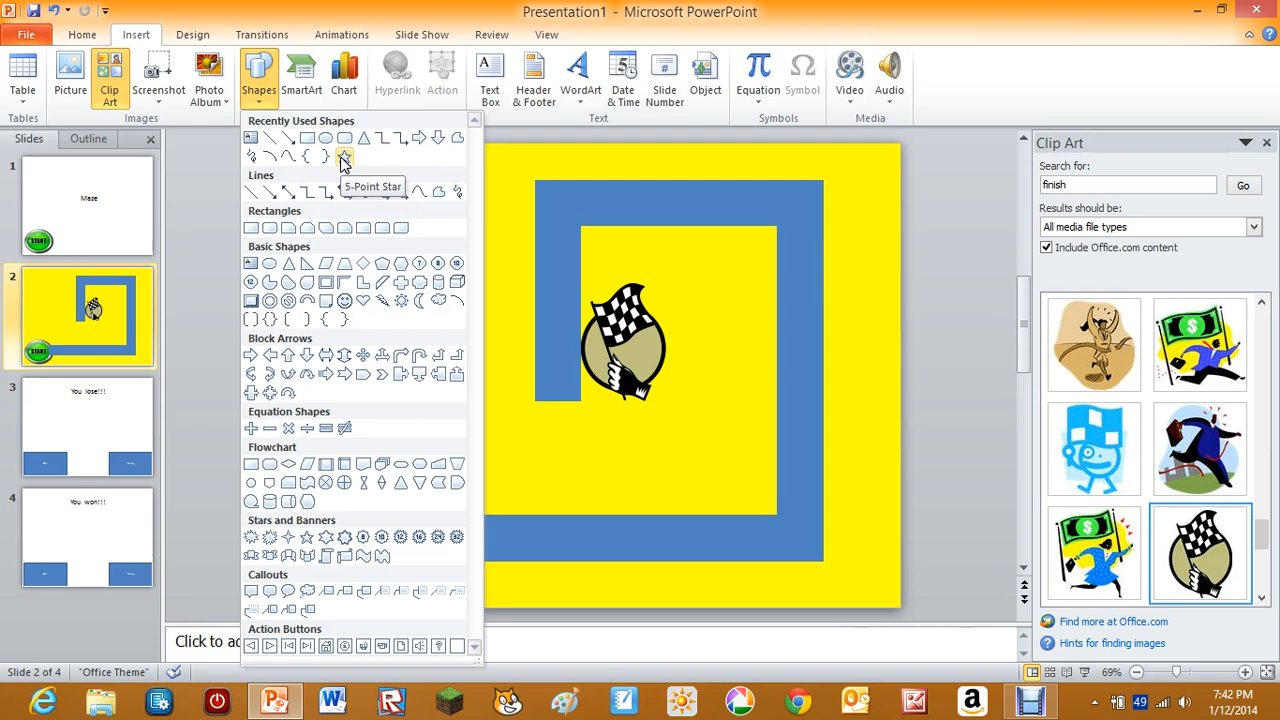 Presentation1 - Microsoft PowerPoint
File Home Insert Design Transitions Animations Slide Show Review View
Table Picture Clip Art Screenshot Photo Album Shapes SmartArt Chart Hyperlink Action Text Box Header & Footer WordArt Date & Time Slide Number Object Equation Symbol Video Audio
Tables Images Text Symbols Media
Slides Outline
1
Maze
START
2
START
3
You lose!!!
4
You won!!!
Recently Used Shapes
5-Point Star
Lines
Rectangles
Basic Shapes
Block Arrows
Equation Shapes
Flowchart
Stars and Banners
Callouts
Action Buttons
Click to ad
Clip Art
Search for:
finish
Go
Results should be:
All media file types
Include Office.com content
Find more at Office.com
Hints for finding images
Slide 2 of 4 "Office Theme" 69%
49
7:42 PM
1/12/2014